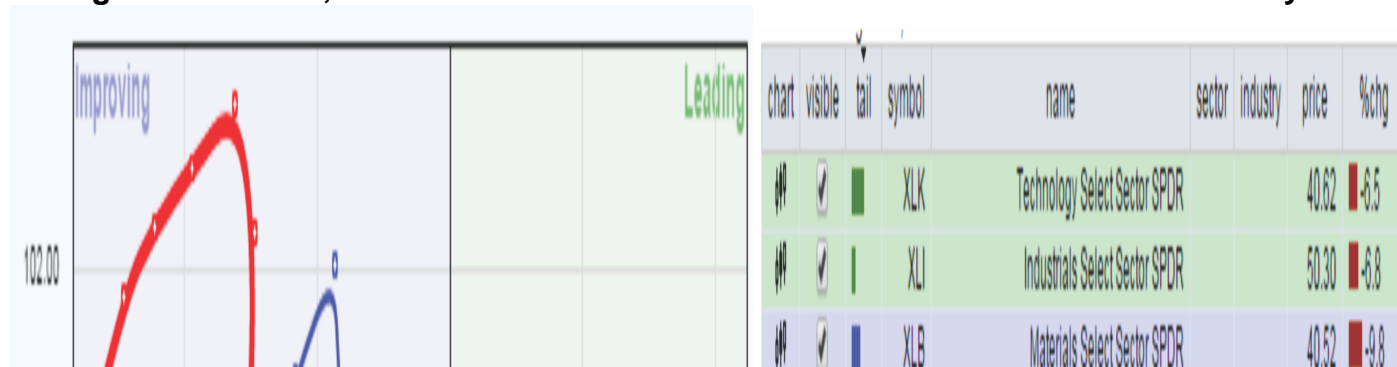 Improving Leading
102.00
chart visible tail symbol name sector industry price %chg
XLK Technology Select Sector SPDR 40.62 -6.5
XLI Industrials Select Sector SPDR 50.30 -6.8
XLB Materials Select Sector SPDR 40.52 -9.8